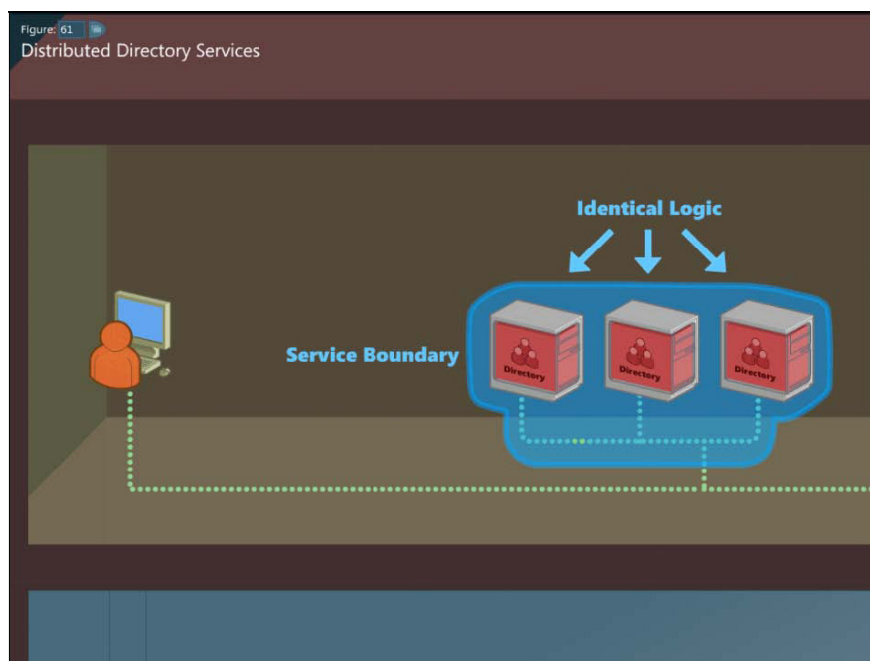 Figure: 61
Distributed Directory Services
Identical Logic
Service Boundary
Directory
Directory
Directory